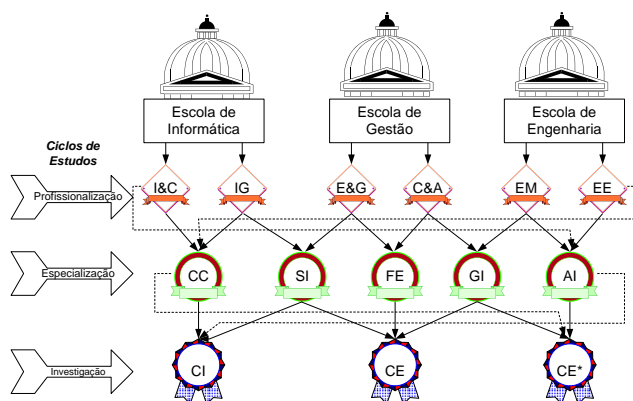 Escola de
Informática
Escola de
Gestão
Escola de
Engenharia
Ciclos de
Estudos
Profissionalização
I&C
IG
E&G
C&A
EM
EE
Especialização
CC
SI
FE
GI
AI
Investigação
CI
CE
CE*